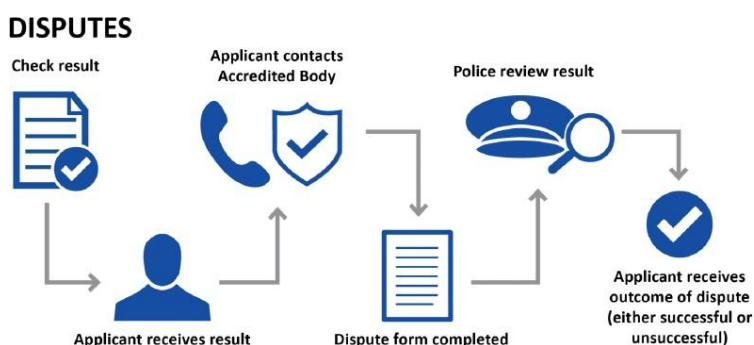 DISPUTES
Check result
Applicant receives result
Applicant contacts
Accredited Body
Dispute form completed
Police review result
Applicant receives
outcome of dispute
(either successful or
unsuccessful)